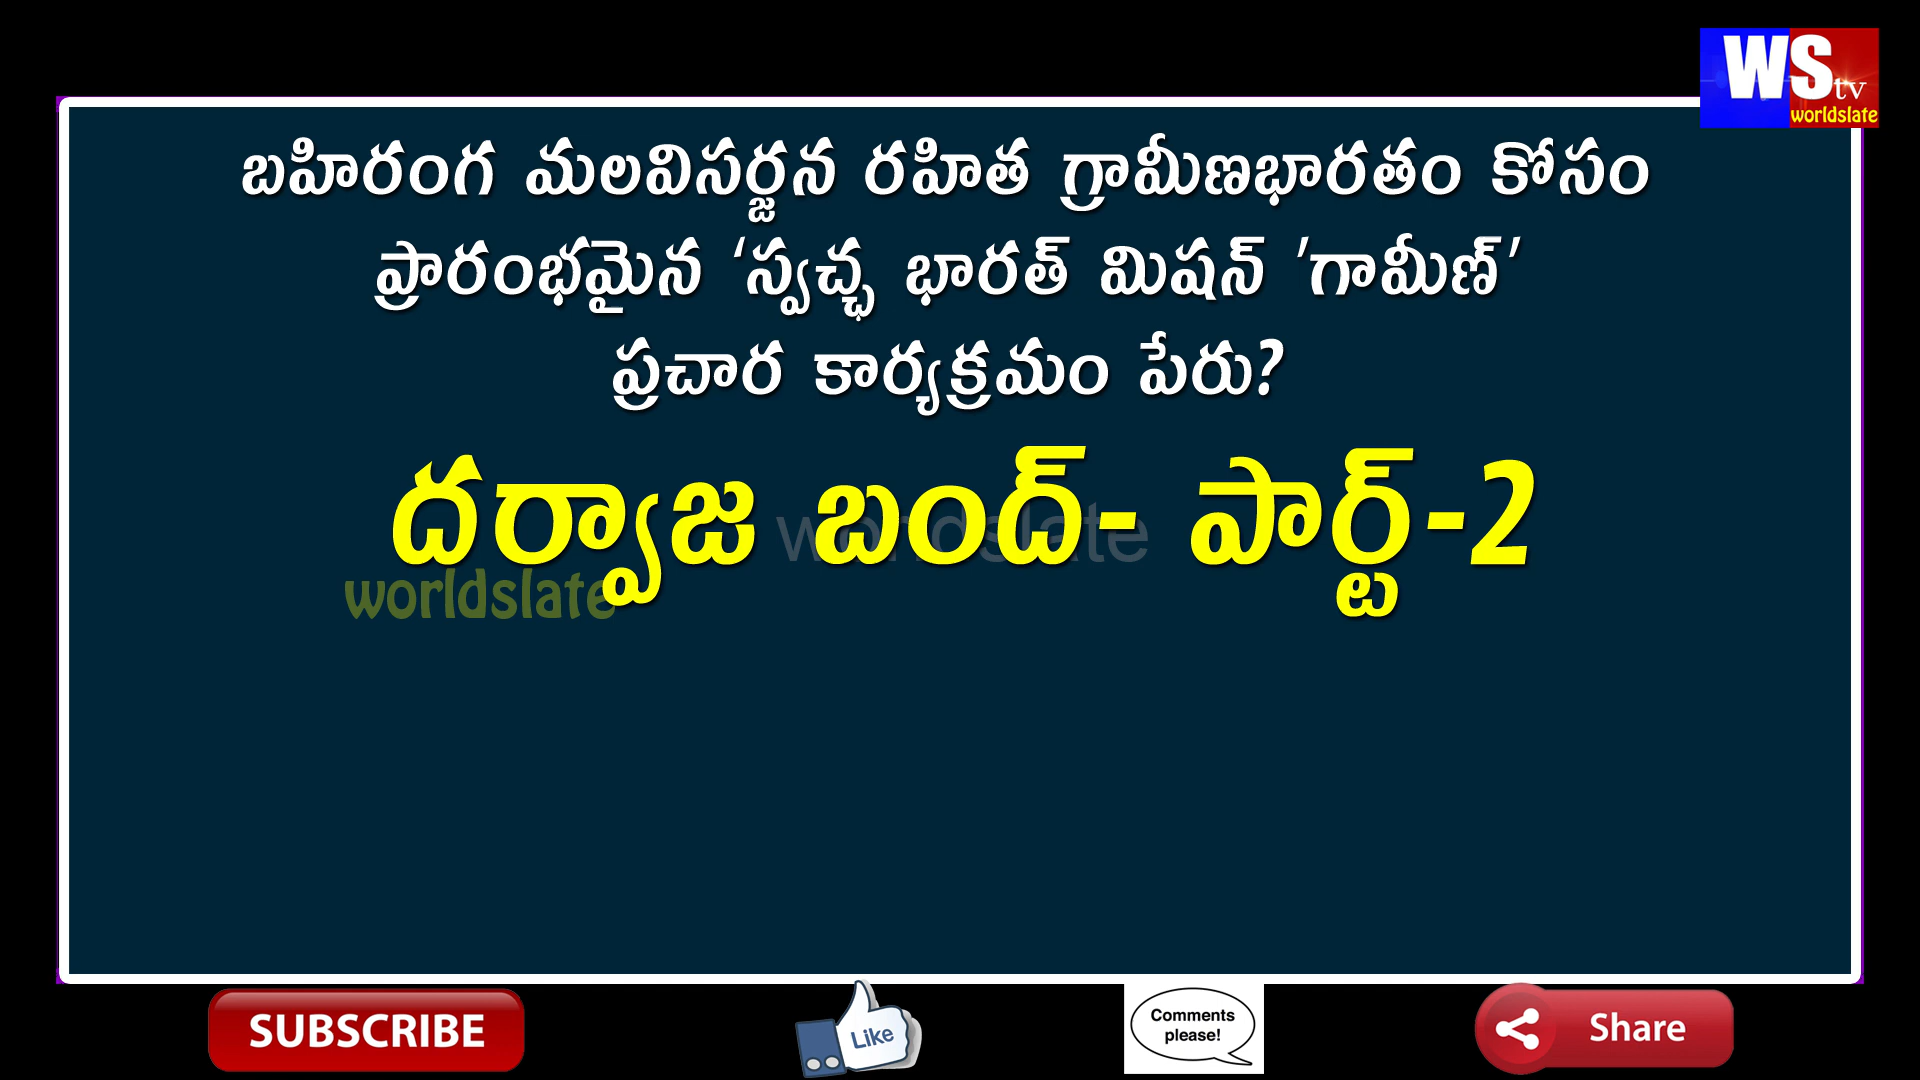 WS tv
worldslate
బహిరంగ మలవిసర్జన రహిత గ్రామీణభారతం కోసం
ప్రారంభమైన ‘స్వచ్ఛ భారత్ మిషన్ ’గామీణ్’
ప్రచార కార్యక్రమం పేరు?
దర్వాజ బంద్- పార్ట్-2
worldslate
worldslate
SUBSCRIBE
Like
Comments
please!
Share